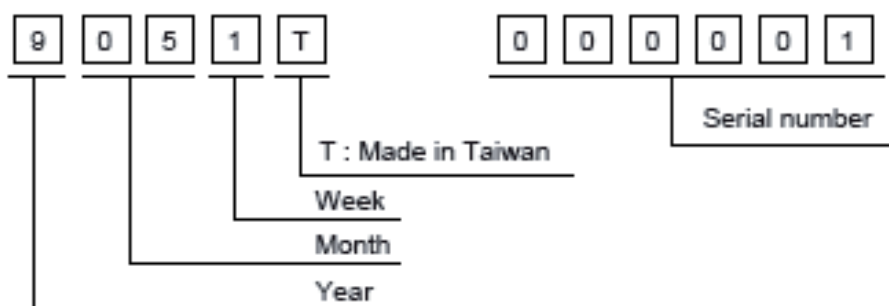 9 0 5 1 T 0 0 0 0 0 1
Serial number
T : Made in Taiwan
Week
Month
Year